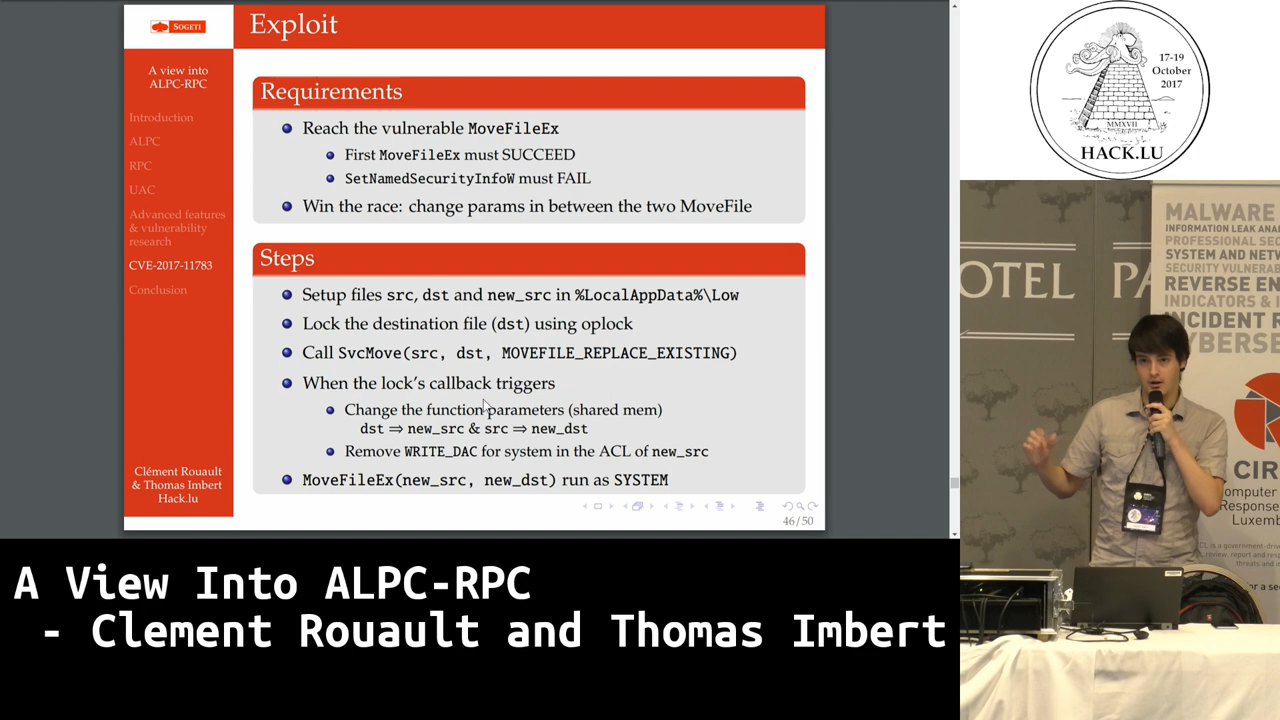 SOGETI
Exploit
A view into
ALPC-RPC
Introduction
ALPC
RPC
UAC
Advanced features
& vulnerability
research
CVE-2017-11783
Conclusion
Clément Rouault
& Thomas Imbert
Hack.lu
Requirements
Reach the vulnerable MoveFileEx
First MoveFileEx must SUCCEED
SetNamedSecurityInfoW must FAIL
Win the race: change params in between the two MoveFile
Steps
Setup files src, dst and new_src in %LocalAppData%\Low
Lock the destination file (dst) using oplock
Call SvcMove(src, dst, MOVEFILE_REPLACE_EXISTING)
When the lock's callback triggers
Change the function parameters (shared mem)
dst ⇒ new_src & src ⇒ new_dst
Remove WRITE_DAC for system in the ACL of new_src
MoveFileEx(new_src, new_dst) run as SYSTEM
46/50
17-19
October
2017
MMXVII
HACK.LU
MALWARE
INFORMATION LEAK ANA
PROFESSIONAL SEC
SYSTEM AND NETW
SECURITY VULNERAB
REVERSE EN
INDICATORS &
INCIDENT R
YBERSE
OTEL PA
CIR
omputer
Response
Luxem
A View Into ALPC-RPC
- Clement Rouault and Thomas Imbert